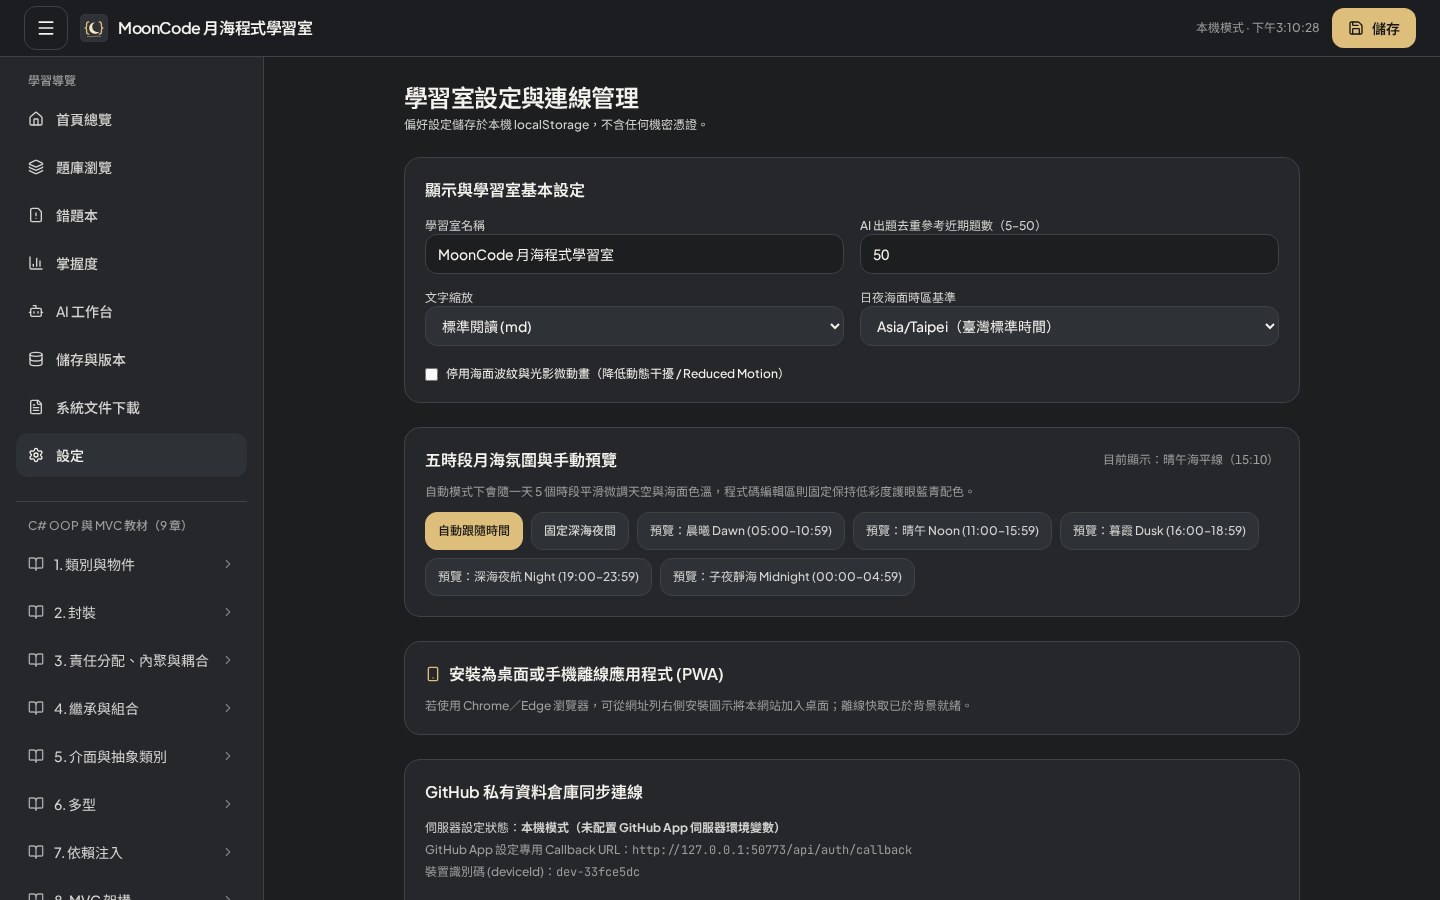 MoonCode 月海程式學習室
本機模式 · 下午3:10:28
儲存
學習導覽
首頁總覽
題庫瀏覽
錯題本
掌握度
AI 工作台
儲存與版本
系統文件下載
設定
C# OOP 與 MVC 教材（9 章）
1. 類別與物件
2. 封裝
3. 責任分配、內聚與耦合
4. 繼承與組合
5. 介面與抽象類別
6. 多型
7. 依賴注入
8. MVC 架構
學習室設定與連線管理
偏好設定儲存於本機 localStorage，不含任何機密憑證。
顯示與學習室基本設定
學習室名稱
MoonCode 月海程式學習室
AI 出題去重參考近期題數（5–50）
50
文字縮放
標準閱讀 (md)
日夜海面時區基準
Asia/Taipei（臺灣標準時間）
停用海面波紋與光影微動畫（降低動態干擾 / Reduced Motion）
五時段月海氛圍與手動預覽
目前顯示：晴午海平線（15:10）
自動模式下會隨一天 5 個時段平滑微調天空與海面色溫，程式碼編輯區則固定保持低彩度護眼藍青配色。
自動跟隨時間
固定深海夜間
預覽：晨曦 Dawn (05:00–10:59)
預覽：晴午 Noon (11:00–15:59)
預覽：暮霞 Dusk (16:00–18:59)
預覽：深海夜航 Night (19:00–23:59)
預覽：子夜靜海 Midnight (00:00–04:59)
安裝為桌面或手機離線應用程式 (PWA)
若使用 Chrome／Edge 瀏覽器，可從網址列右側安裝圖示將本網站加入桌面；離線快取已於背景就緒。
GitHub 私有資料倉庫同步連線
伺服器設定狀態：本機模式（未配置 GitHub App 伺服器環境變數）
GitHub App 設定專用 Callback URL：http://127.0.0.1:50773/api/auth/callback
裝置識別碼 (deviceId)：dev-33fce5dc